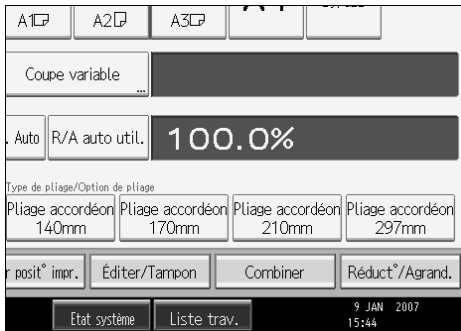 A1 A2 A3
Coupe variable
...
. Auto R/A auto util. 100.0%
Type de pliage/Option de pliage
Pliage accordéon 140mm
Pliage accordéon 170mm
Pliage accordéon 210mm
Pliage accordéon 297mm
r posit° impr. Éditer/Tampon Combiner Réduct°/Agrand.
Etat système Liste trav. 9 JAN 2007
15:44